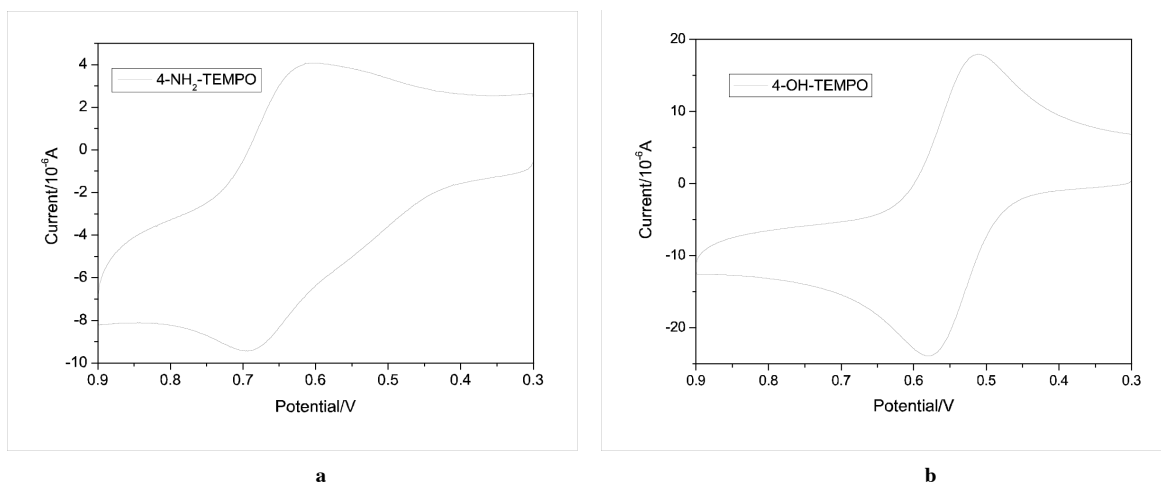 4
2
0
-2
-4
-6
-8
-10
Current/10⁻⁶A
4-NH₂-TEMPO
0.9 0.8 0.7 0.6 0.5 0.4 0.3
Potential/V
a
20
10
0
-10
-20
Current/10⁻⁶A
4-OH-TEMPO
0.9 0.8 0.7 0.6 0.5 0.4 0.3
Potential/V
b